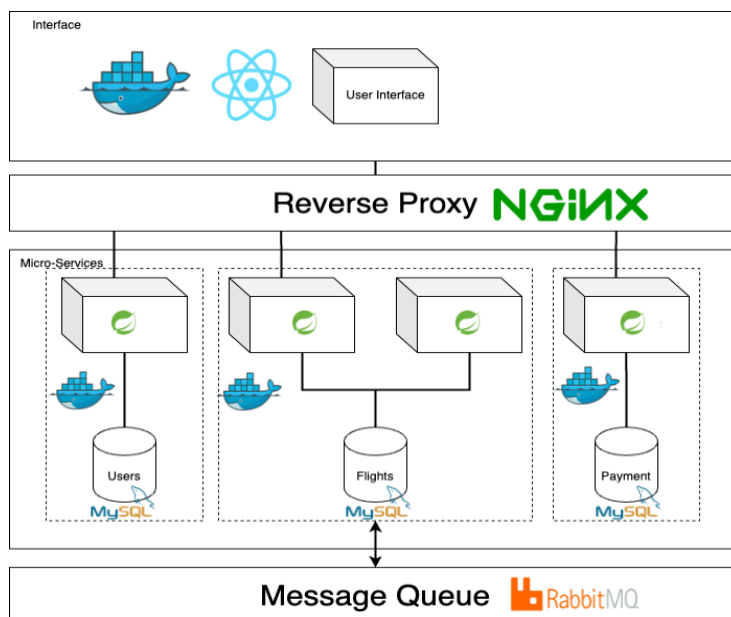 Interface
User Interface
Reverse Proxy NGINX
Micro-Services
Users
Flights
Payment
MySQL
MySQL
MySQL
Message Queue RabbitMQ